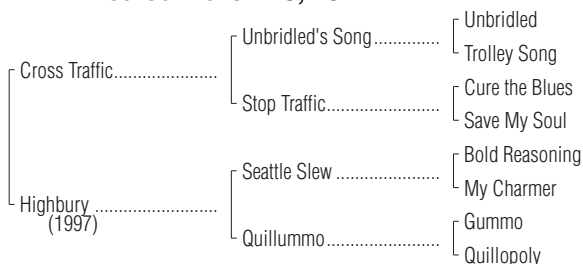 Unbridled
Unbridled's Song..............
Trolley Song
Cross Traffic......................
Cure the Blues
Stop Traffic........................
Save My Soul
Bold Reasoning
Seattle Slew ......................
My Charmer
Highbury ..........................
(1997)
Gummo
Quillummo........................
Quillopoly